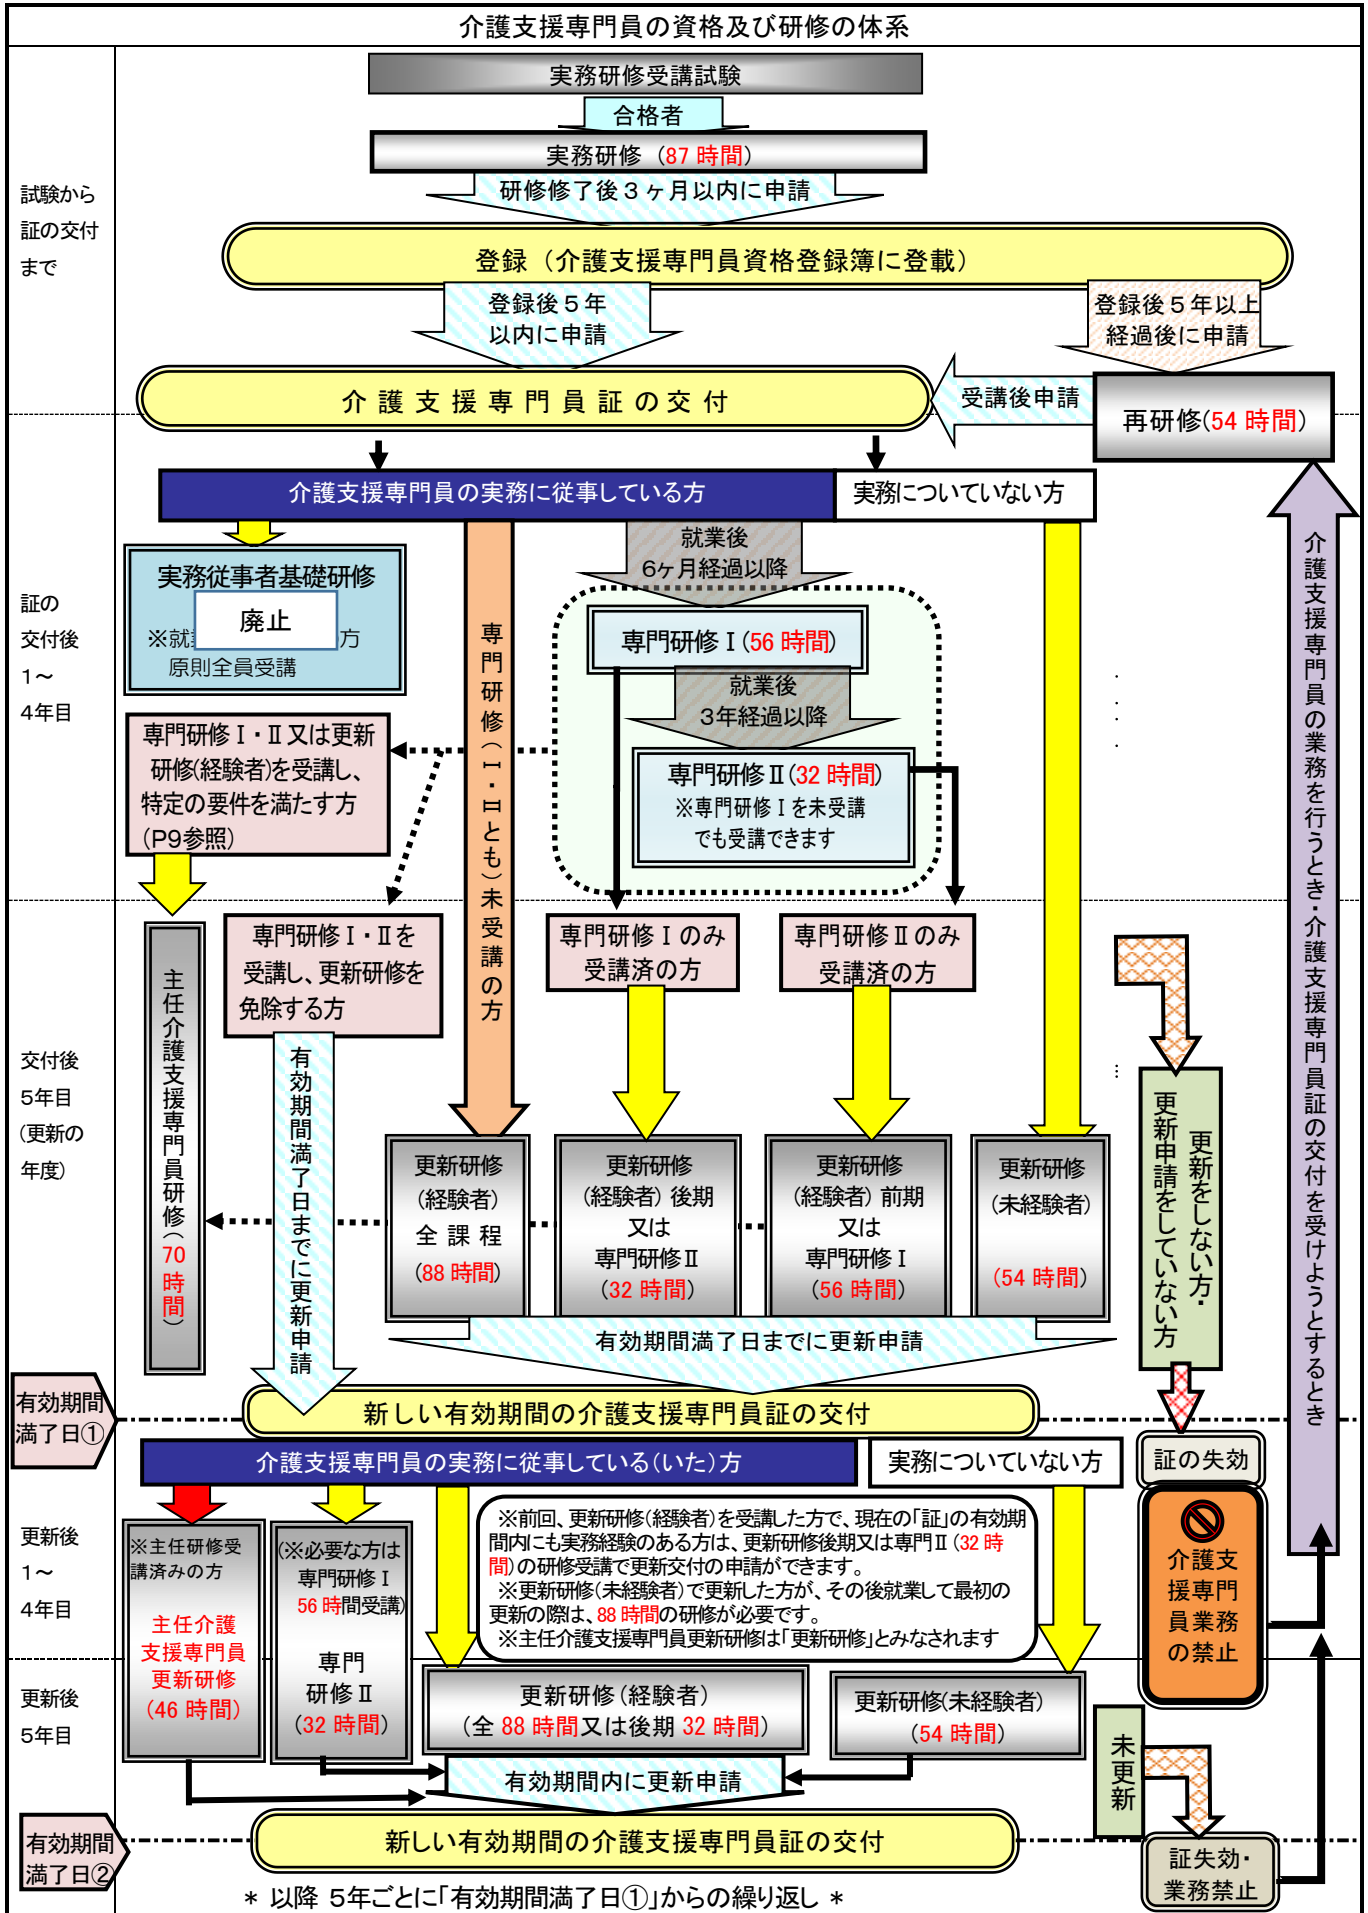 介護支援専門員の資格及び研修の体系
実務研修受講試験
合格者
実務研修（87 時間）
研修修了後３ヶ月以内に申請
試験から
証の交付
まで
登録（介護支援専門員資格登録簿に登載）
登録後５年
以内に申請
登録後５年以上
経過後に申請
介護支援専門員証の交付
受講後申請
再研修(54 時間）
介護支援専門員の実務に従事している方
実務についていない方
証の
交付後
１～
４年目
実務従事者基礎研修
廃止
※就
方
原則全員受講
就業後
６ヶ月経過以降
専門研修Ⅰ(56 時間)
就業後
３年経過以降
専門研修Ⅱ(32 時間)
※専門研修Ⅰを未受講
でも受講できます
専門研修（Ⅰ・Ⅱとも）未受講の方
専門研修Ⅰ・Ⅱ又は更新
研修(経験者)を受講し、
特定の要件を満たす方
(P9参照)
介護支援専門員の業務を行うとき・介護支援専門員証の交付を受けようとするとき
交付後
５年目
(更新の
年度)
主任介護支援専門員研修（70時間）
専門研修Ⅰ・Ⅱを
受講し、更新研修を
免除する方
有効期間満了日までに更新申請
専門研修Ⅰのみ
受講済の方
専門研修Ⅱのみ
受講済の方
更新研修
(経験者)
全課程
(88 時間)
更新研修
(経験者)後期
又は
専門研修Ⅱ
(32 時間)
更新研修
(経験者)前期
又は
専門研修Ⅰ
(56 時間)
更新研修
(未経験者)
(54 時間)
更新をしない方・
更新申請をしていない方
有効期間満了日までに更新申請
有効期間
満了日①
新しい有効期間の介護支援専門員証の交付
証の失効
介護支援専門員の実務に従事している(いた)方
実務についていない方
介護支
援専門
員業務
の禁止
更新後
１～
４年目
※主任研修受
講済みの方
主任介護
支援専門員
更新研修
(46 時間)
(※必要な方は
専門研修Ⅰ
56 時間受講)
専門
研修Ⅱ
(32 時間)
※前回、更新研修(経験者)を受講した方で、現在の「証」の有効期
間内にも実務経験のある方は、更新研修後期又は専門Ⅱ(32 時
間)の研修受講で更新交付の申請ができます。
※更新研修(未経験者)で更新した方が、その後就業して最初の
更新の際は、88 時間の研修が必要です。
※主任介護支援専門員更新研修は「更新研修」とみなされます
更新後
５年目
更新研修(経験者)
(全 88 時間又は後期 32 時間)
更新研修(未経験者)
(54 時間)
未更新
有効期間内に更新申請
有効期間
満了日②
新しい有効期間の介護支援専門員証の交付
証失効・
業務禁止
＊ 以降 ５年ごとに「有効期間満了日①」からの繰り返し ＊